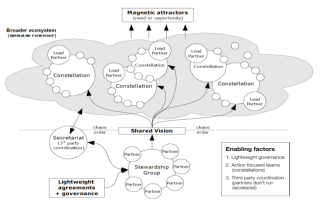 Magnetic attractors
(need or opportunity)
Broader ecosystem
Lead
Partner
Lead
Partner
Lead
Partner
Constellation
Constellation
Constellation
Constellation
Lead
Partner
Secretariat
(3rd party
coordination)
chaos
order
Shared Vision
chaos
order
Partner
Partner
Partner
Stewardship
Group
Partner
Partner
Partner
Partner
Partner
Lightweight
agreements
+ governance
Enabling factors
1. Lightweight governance
2. Action focused teams
(constellations)
3. Third party coordination
(partners don't run
secretariat)